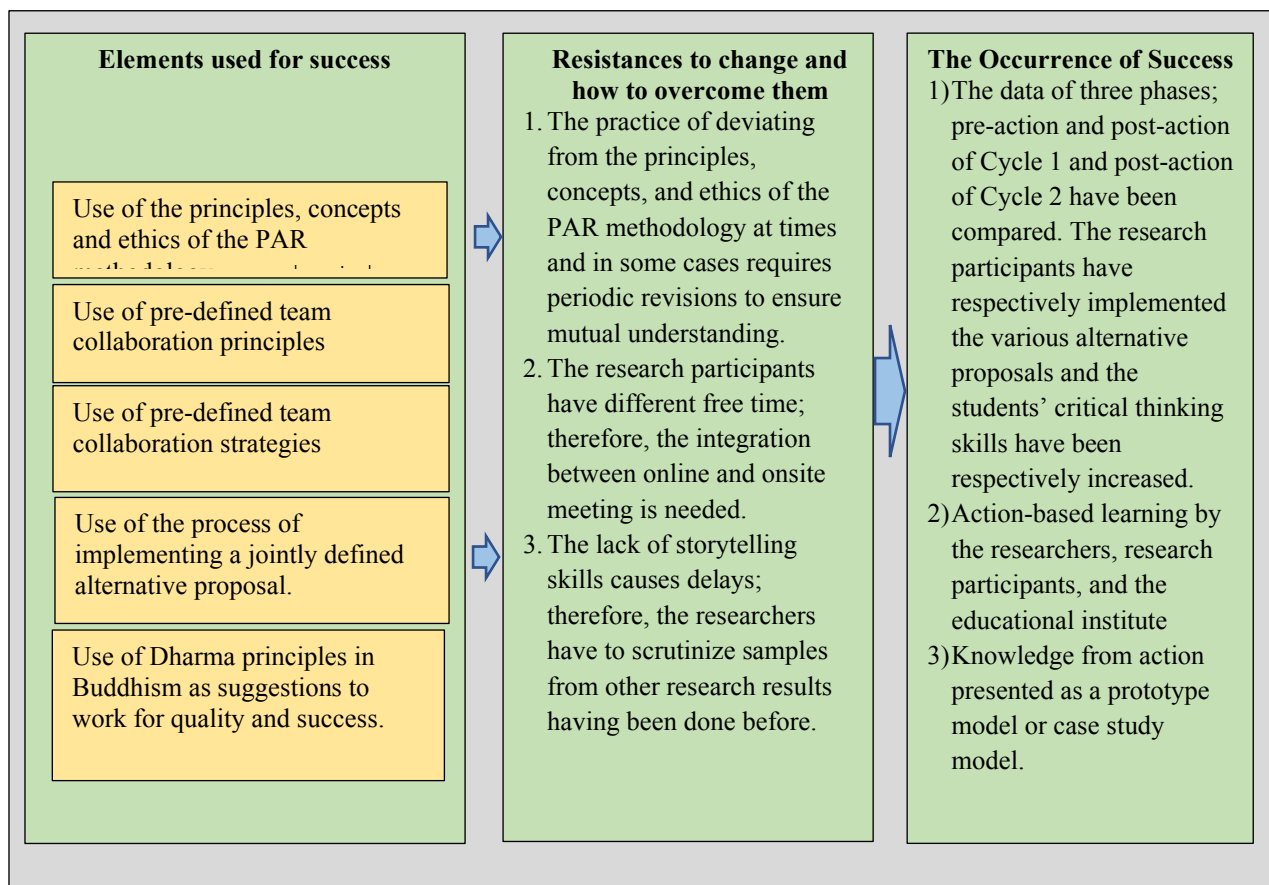 Elements used for success
Use of the principles, concepts
and ethics of the PAR
Use of pre-defined team
collaboration principles
Use of pre-defined team
collaboration strategies
Use of the process of
implementing a jointly defined
alternative proposal.
Use of Dharma principles in
Buddhism as suggestions to
work for quality and success.
Resistances to change and
how to overcome them
1. The practice of deviating
from the principles,
concepts, and ethics of the
PAR methodology at times
and in some cases requires
periodic revisions to ensure
mutual understanding.
2. The research participants
have different free time;
therefore, the integration
between online and onsite
meeting is needed.
3. The lack of storytelling
skills causes delays;
therefore, the researchers
have to scrutinize samples
from other research results
having been done before.
The Occurrence of Success
1) The data of three phases;
pre-action and post-action
of Cycle 1 and post-action
of Cycle 2 have been
compared. The research
participants have
respectively implemented
the various alternative
proposals and the
students’ critical thinking
skills have been
respectively increased.
2) Action-based learning by
the researchers, research
participants, and the
educational institute
3) Knowledge from action
presented as a prototype
model or case study
model.